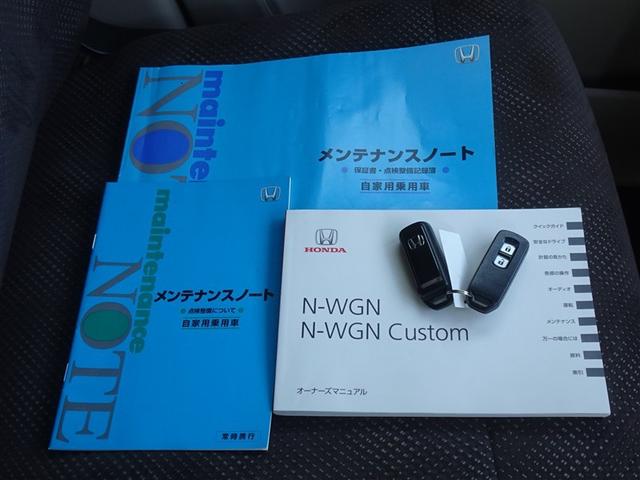 mainte
NOT
メンテナンスノート
保証書・点検整備記録簿
自家用乗用車
maintenance
NOTE
メンテナンスノート
点検整備について
自家用乗用車
常時携行
HONDA
N-WGN
N-WGN Custom
オーナーズマニュアル
クイックガイド
安全なドライブ
計器の見かた
各部の操作
オーディオ
運転
メンテナンス
万一の場合には
資料
索引